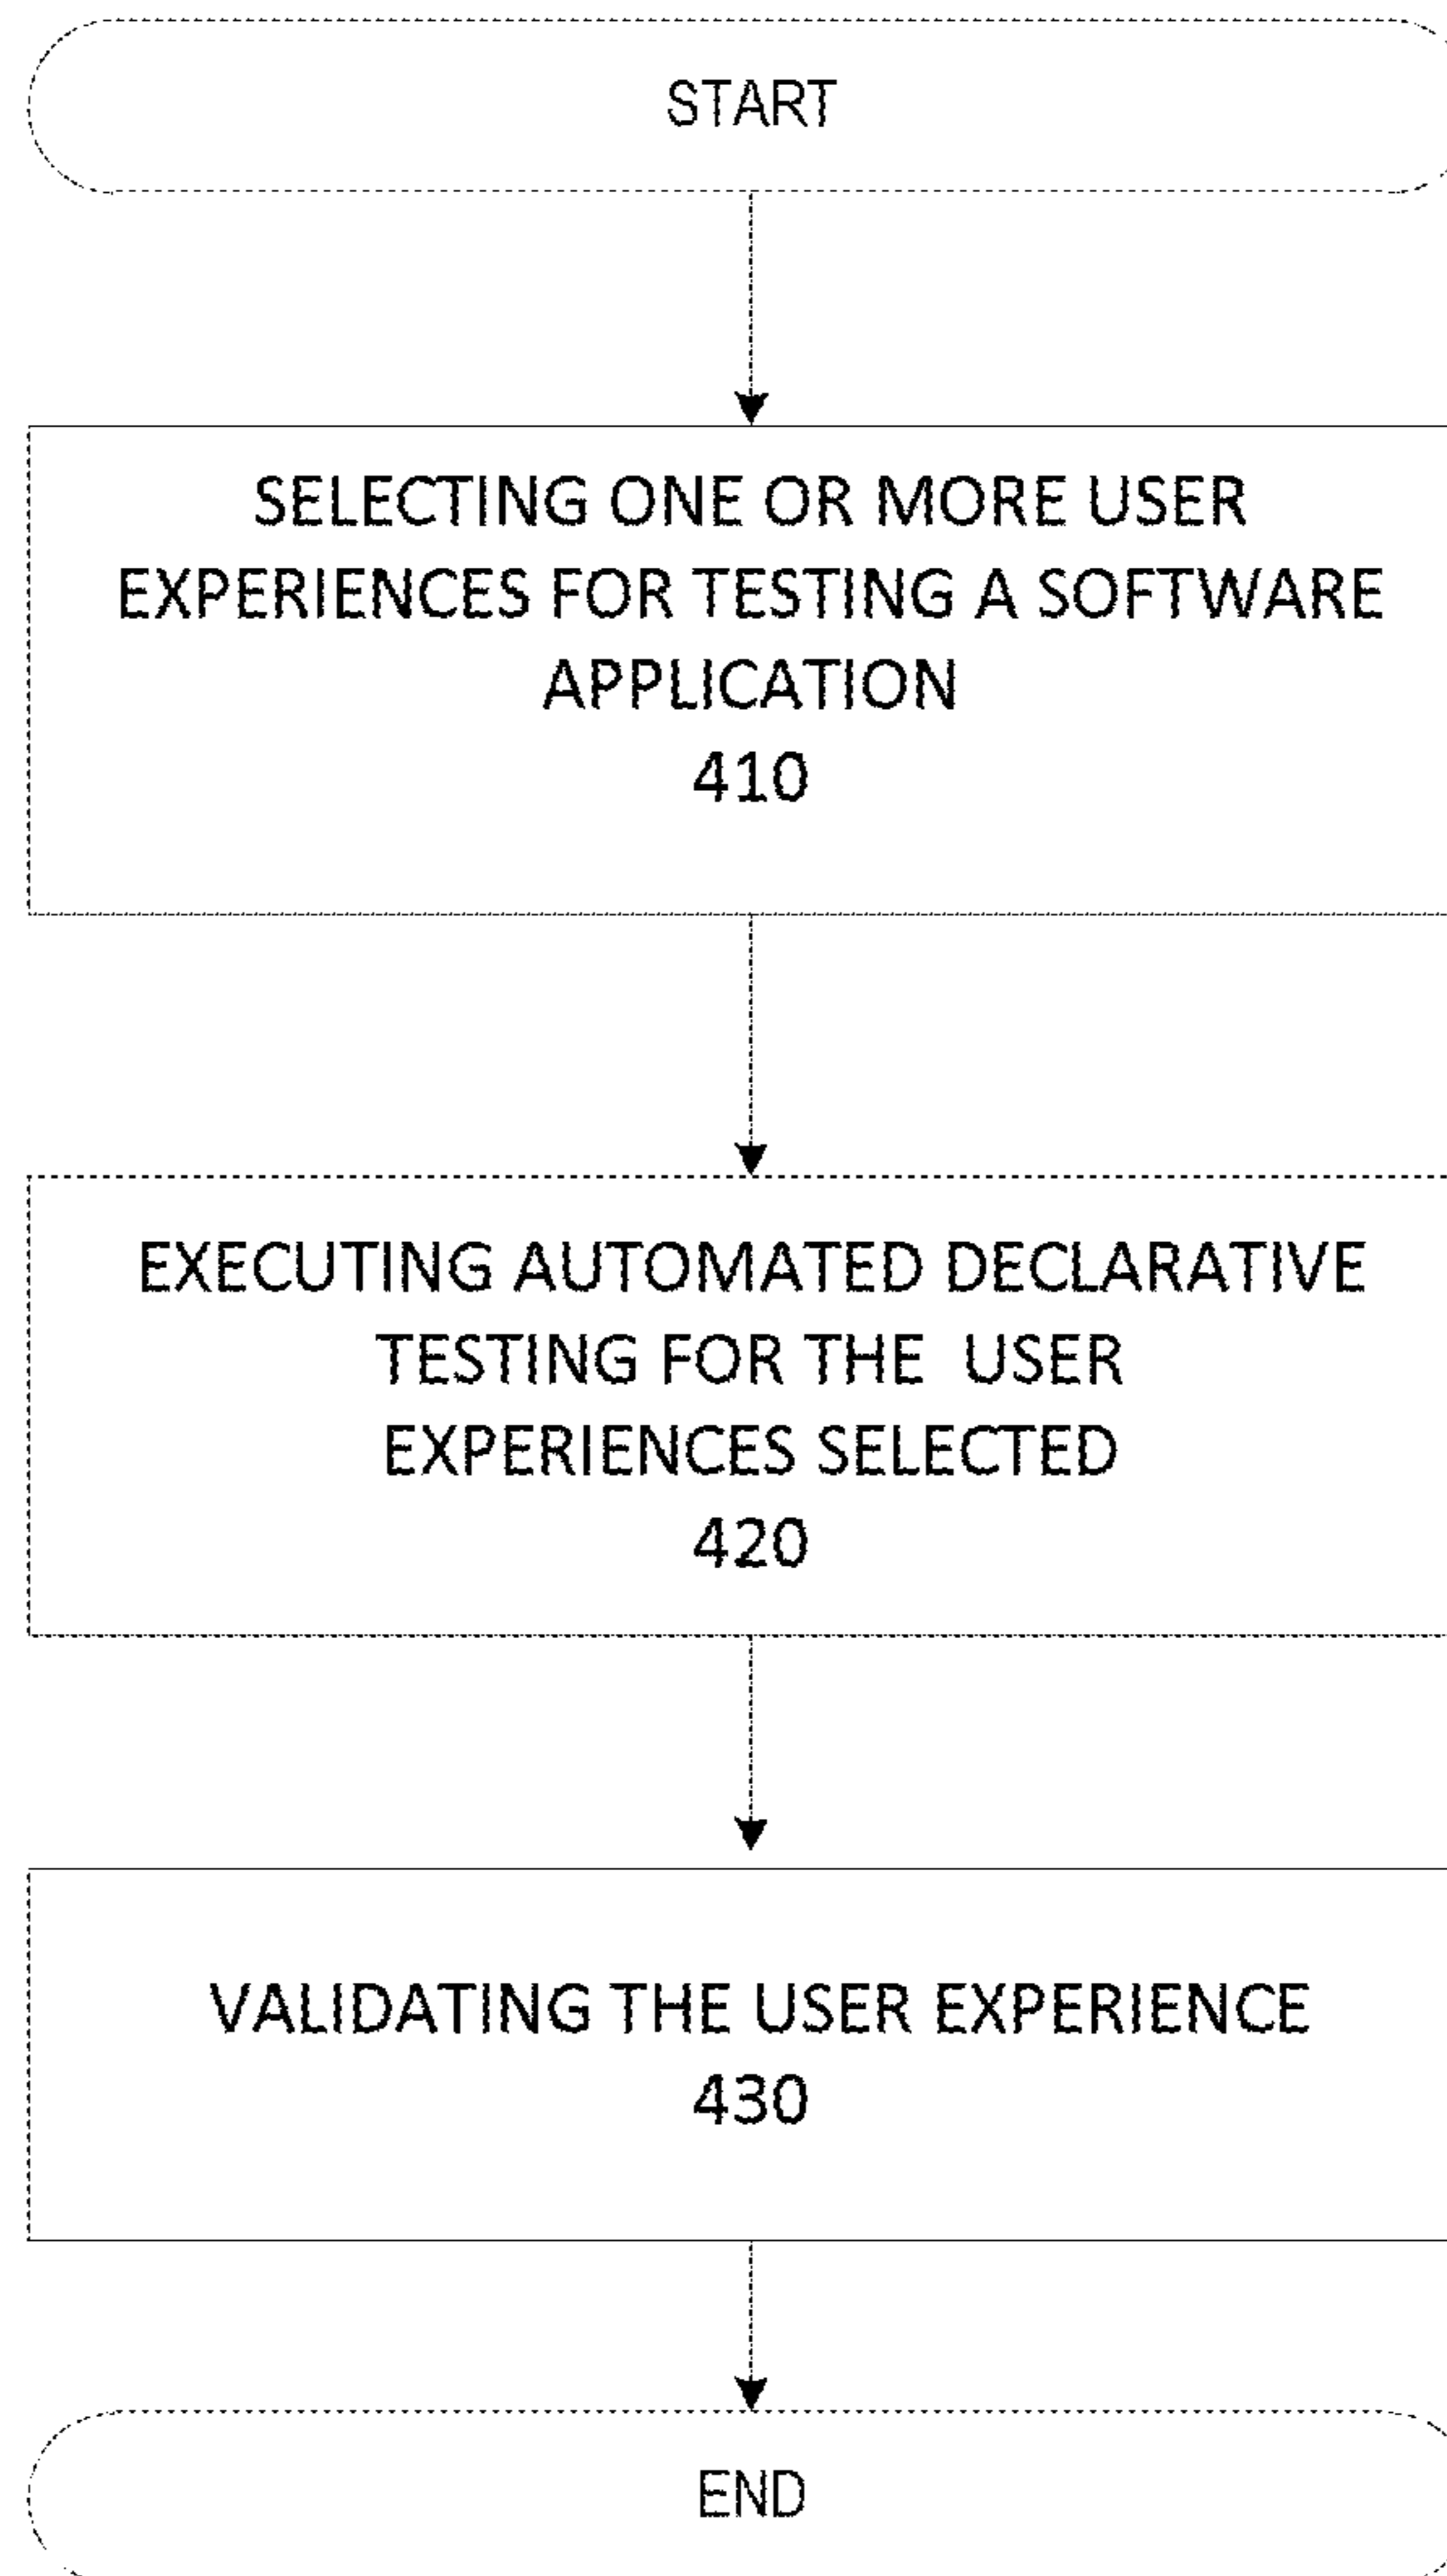 START
SELECTING ONE OR MORE USER
EXPERIENCES FOR TESTING A SOFTWARE
APPLICATION
410
EXECUTING AUTOMATED DECLARATIVE
TESTING FOR THE USER
EXPERIENCES SELECTED
420
VALIDATING THE USER EXPERIENCE
430
END